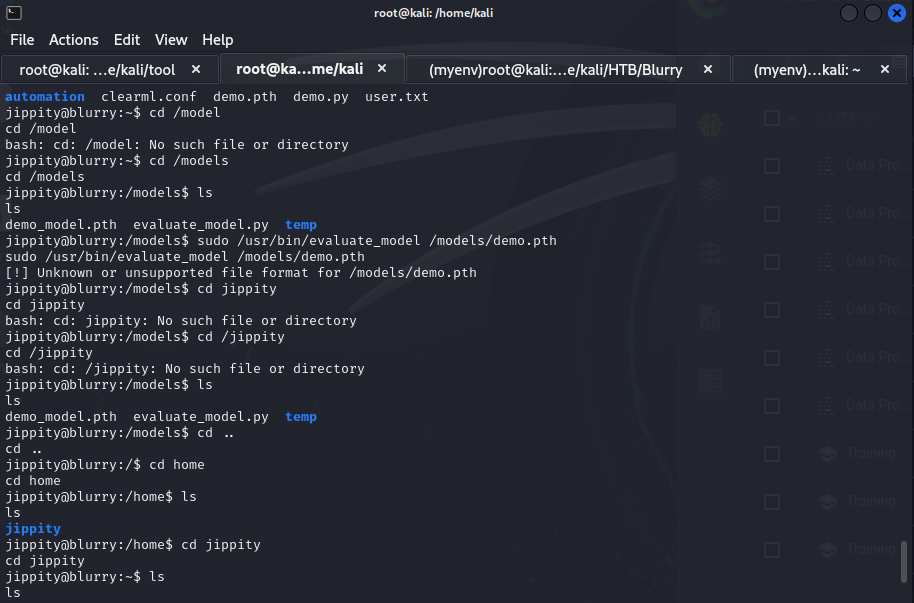 root@kali: /home/kali
File Actions Edit View Help
root@kali: …e/kali/tool × root@ka…me/kali × (myenv)root@kali:…e/kali/HTB/Blurry × (myenv)…kali: ~ ×
automation clearml.conf demo.pth demo.py user.txt
jippity@blurry:~$ cd /model
cd /model
bash: cd: /model: No such file or directory
jippity@blurry:~$ cd /models
cd /models
jippity@blurry:/models$ ls
ls
demo_model.pth evaluate_model.py temp
jippity@blurry:/models$ sudo /usr/bin/evaluate_model /models/demo.pth
sudo /usr/bin/evaluate_model /models/demo.pth
[!] Unknown or unsupported file format for /models/demo.pth
jippity@blurry:/models$ cd jippity
cd jippity
bash: cd: jippity: No such file or directory
jippity@blurry:/models$ cd /jippity
cd /jippity
bash: cd: /jippity: No such file or directory
jippity@blurry:/models$ ls
ls
demo_model.pth evaluate_model.py temp
jippity@blurry:/models$ cd ..
cd ..
jippity@blurry:/$ cd home
cd home
jippity@blurry:/home$ ls
ls
jippity
jippity@blurry:/home$ cd jippity
cd jippity
jippity@blurry:~$ ls
ls
TYPE
Data Pro...
Data Pro...
Data Pro...
Data Pro...
Data Pro...
Data Pro...
Training
Training
Training